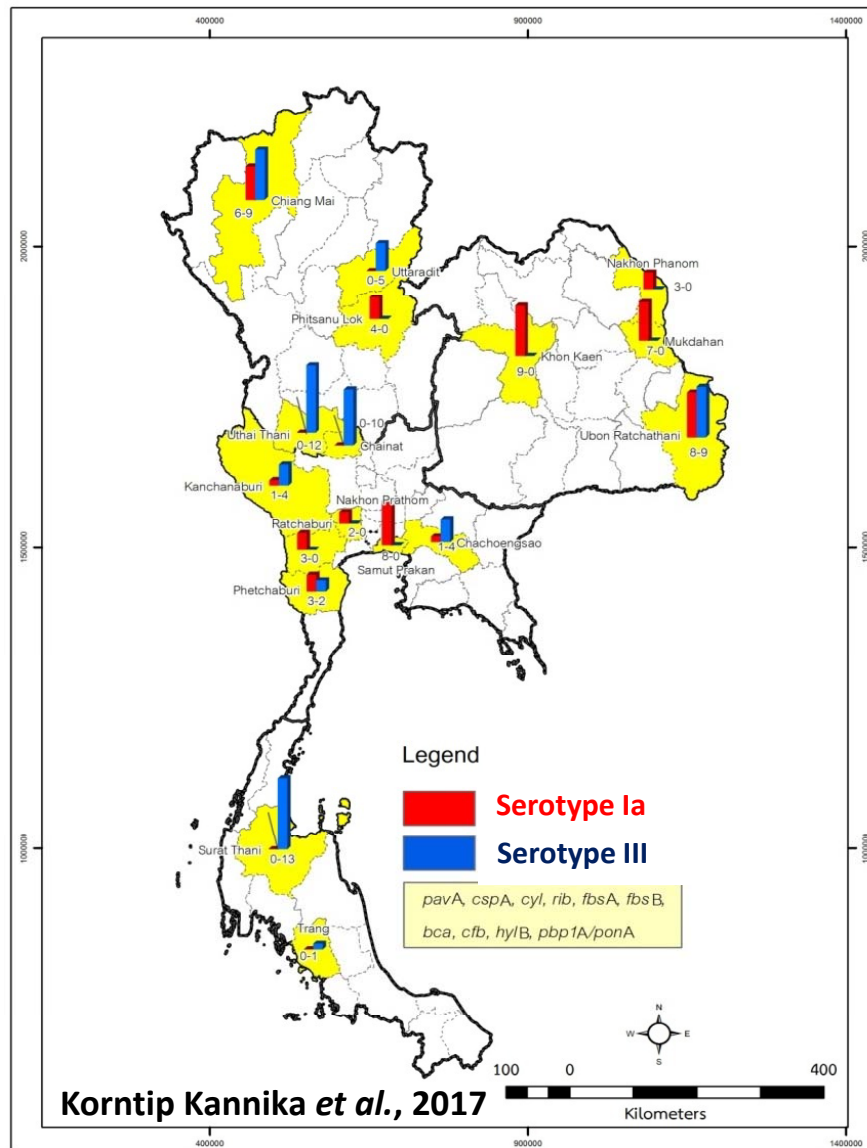 400000 900000 1400000
2000000
Chiang Mai
6-9
Uttaradit
0-5
Nakhon Phanom
3-0
Phitsanu Lok
4-0
Mukdahan
7-0
Khon Kaen
9-0
0-10
Uthai Thani
0-12
Chainat
Ubon Ratchathani
8-9
Kanchanaburi
1-4
Nakhon Prathom
2-0
Ratchaburi
3-0
Chachoengsao
1-4
1500000 1500000
8-0
Samut Prakan
Phetchaburi
3-2
Legend
Serotype Ia
Serotype III
Surat Thani
0-13
pavA, cspA, cyl, rib, fbsA, fbsB,
bca, cfb, hylB, pbp1A/ponA
Trang
0-1
N
W E
S
100 0 400
Kilometers
Korntip Kannika et al., 2017
400000 900000 1400000